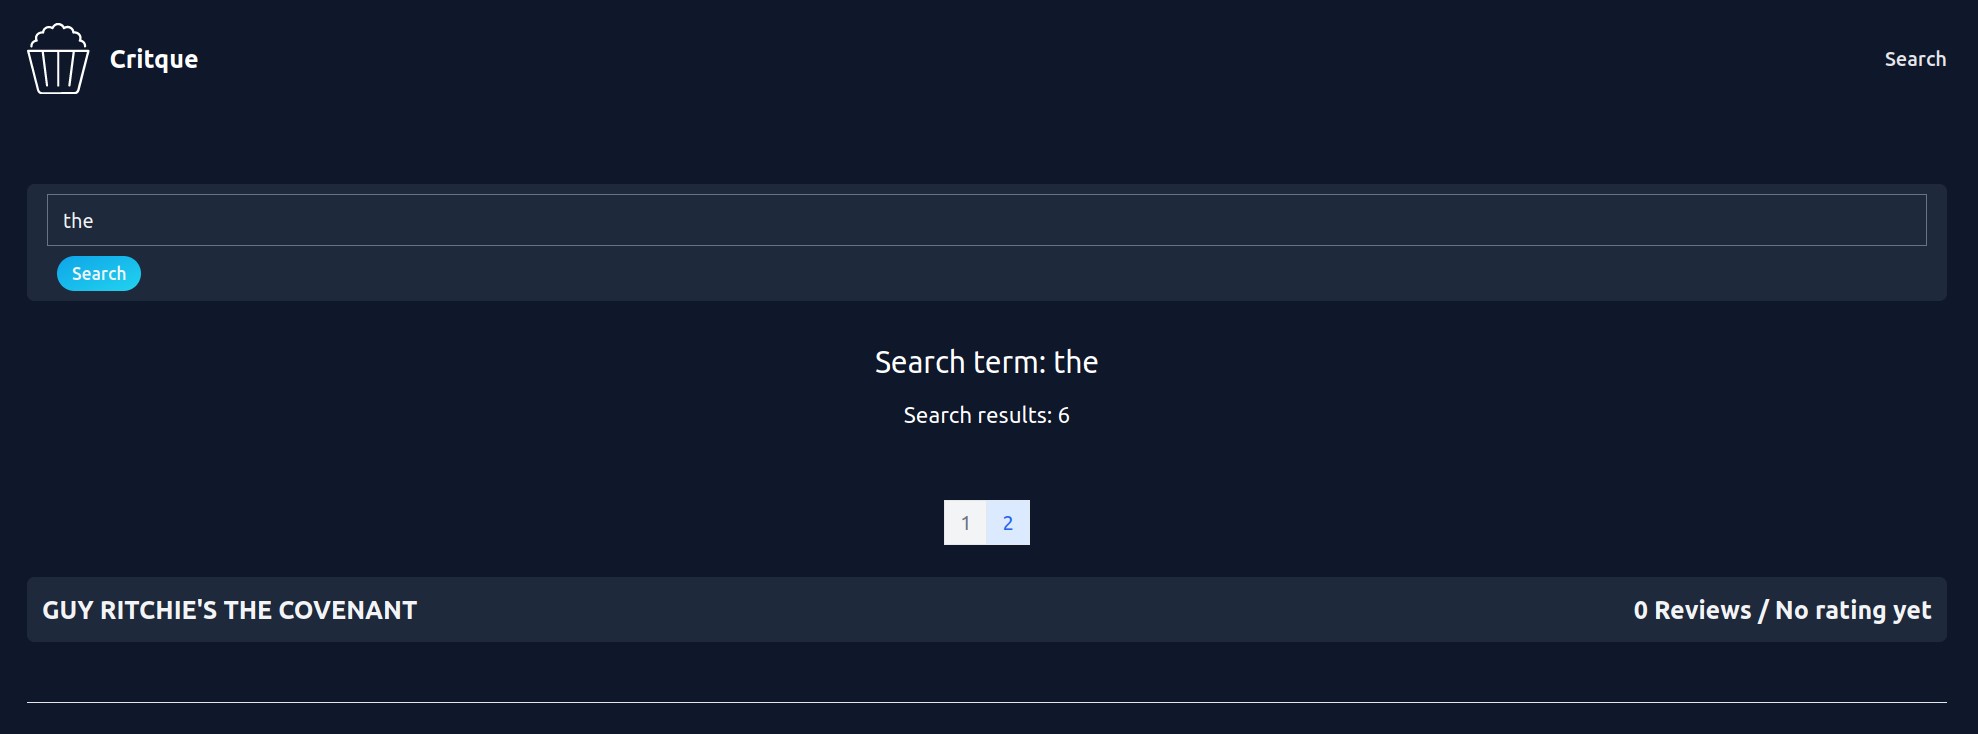 Critque
Search
the
Search
Search term: the
Search results: 6
1 2
GUY RITCHIE'S THE COVENANT
0 Reviews / No rating yet